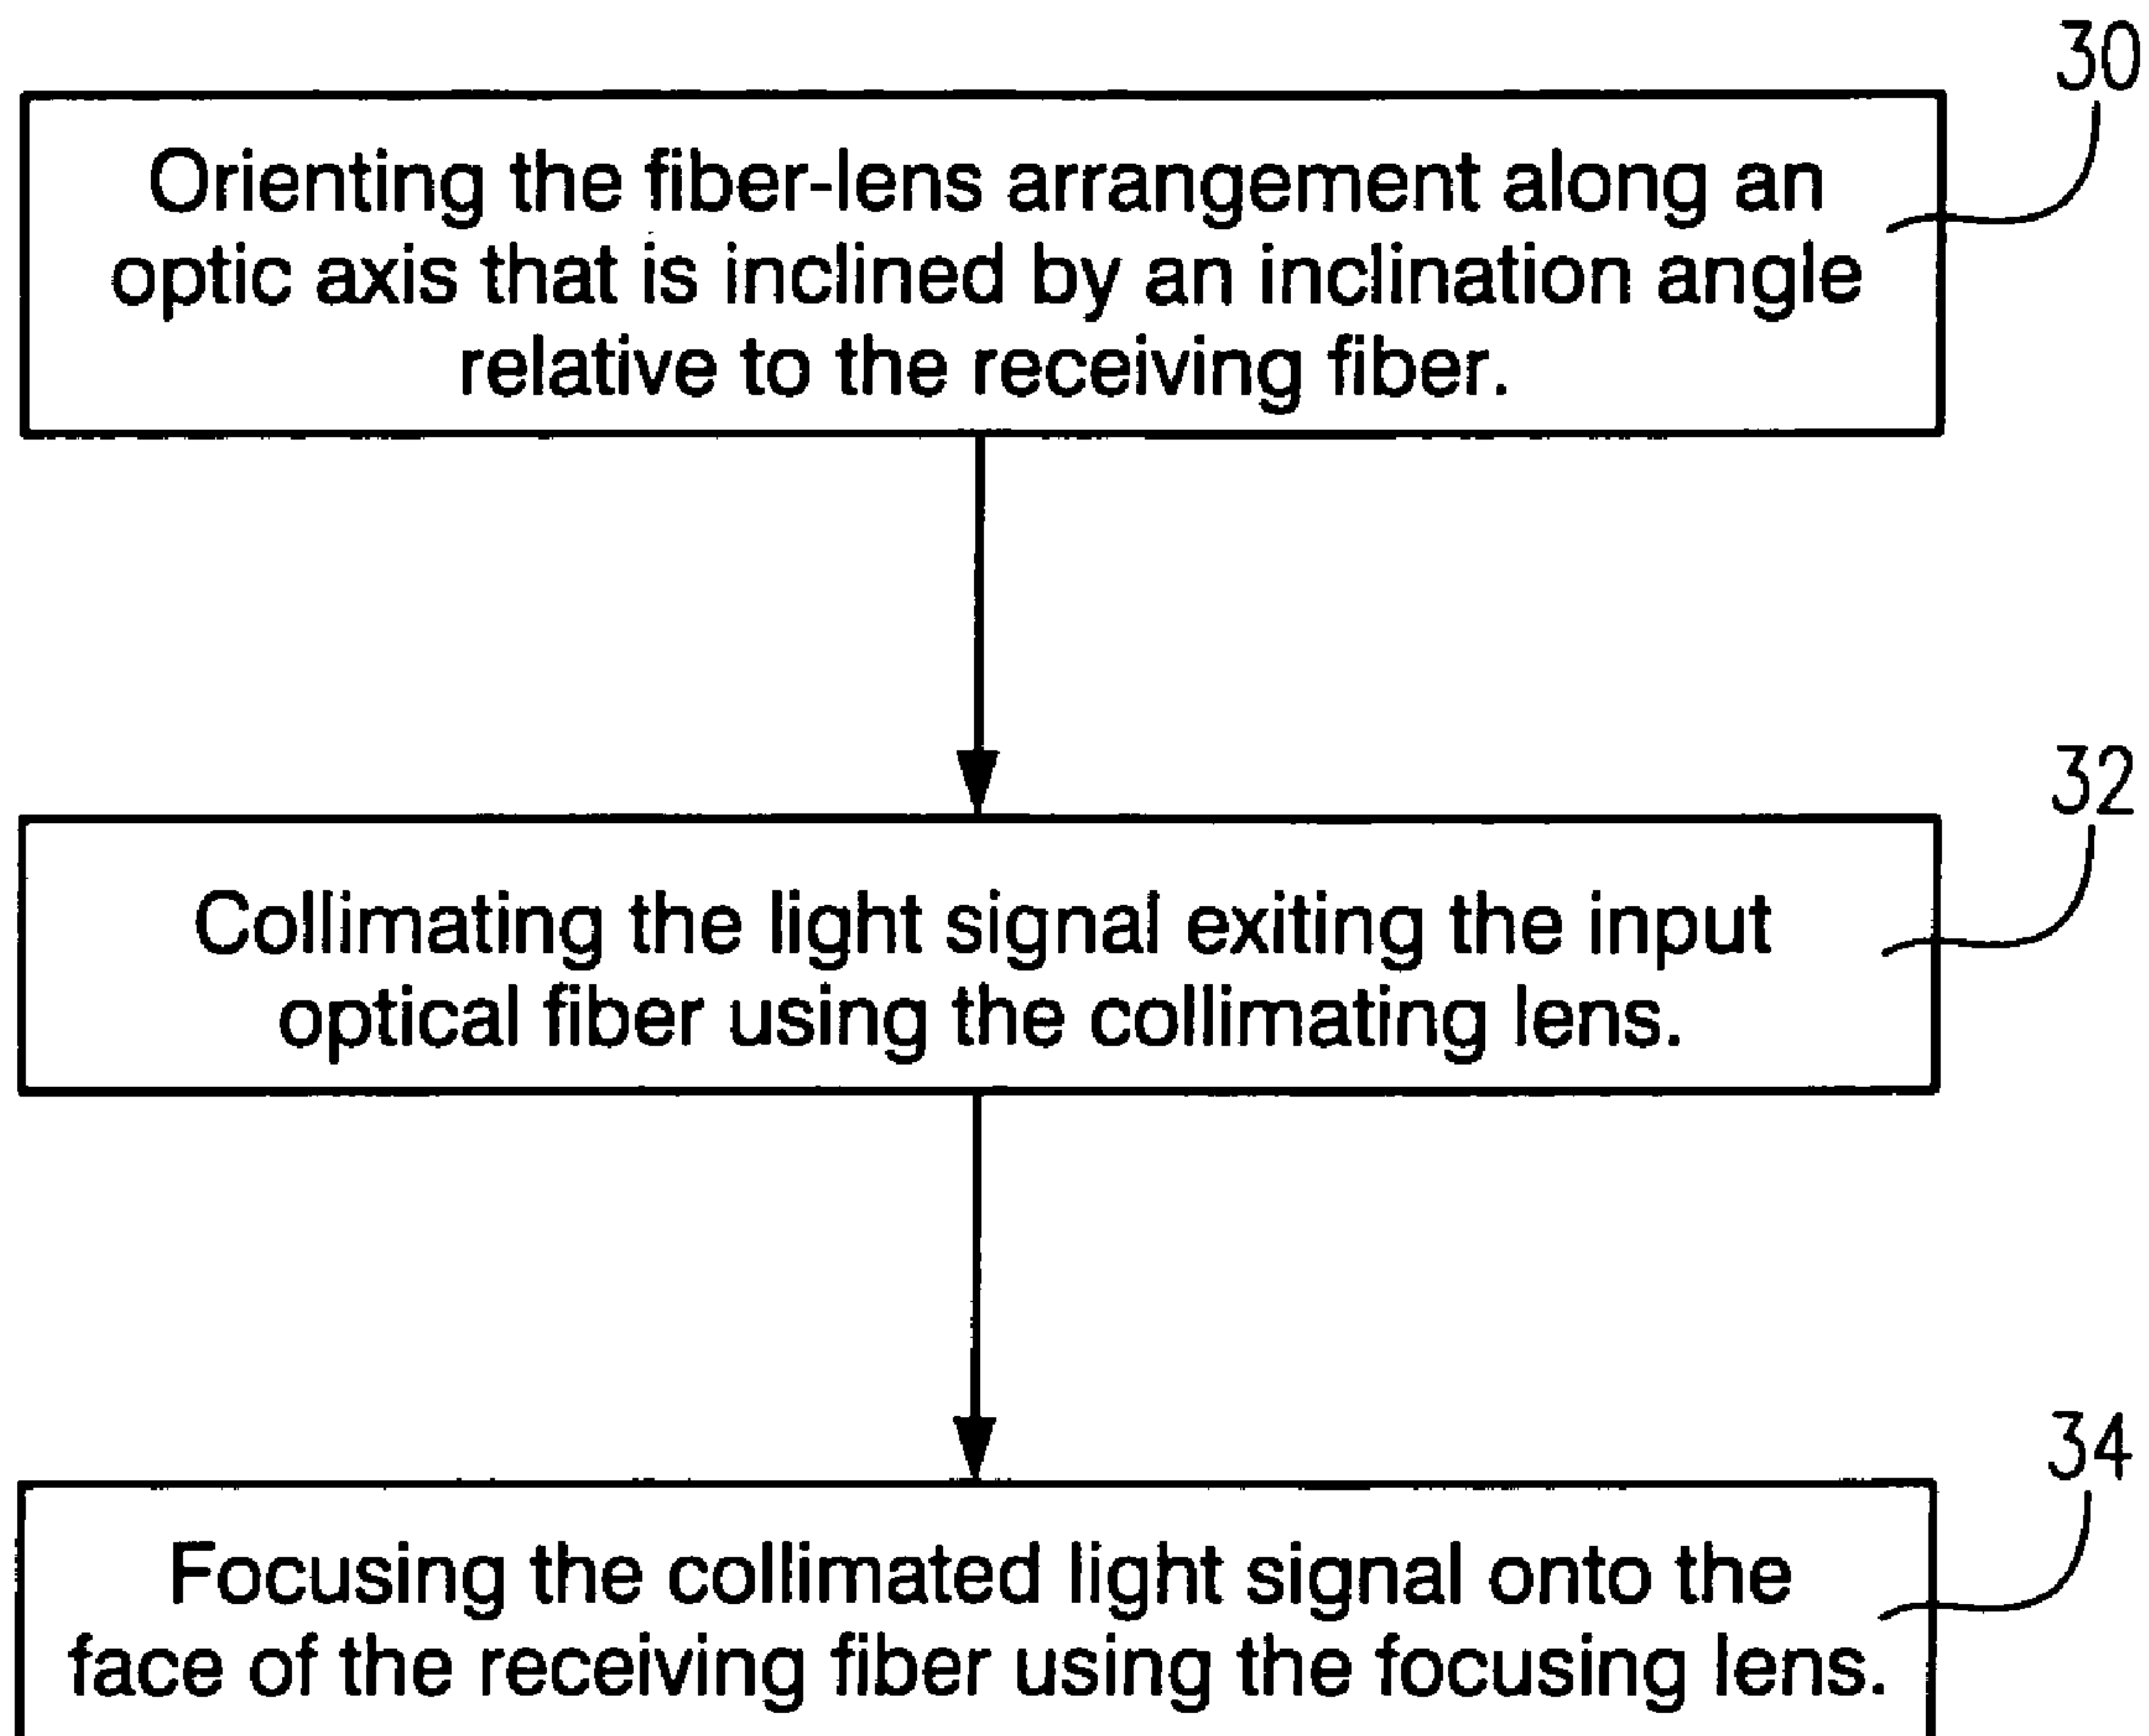 30
Orienting the fiber-lens arrangement along an
optic axis that is inclined by an inclination angle
relative to the receiving fiber.
32
Collimating the light signal exiting the input
optical fiber using the collimating lens.
34
Focusing the collimated light signal onto the
face of the receiving fiber using the focusing lens.